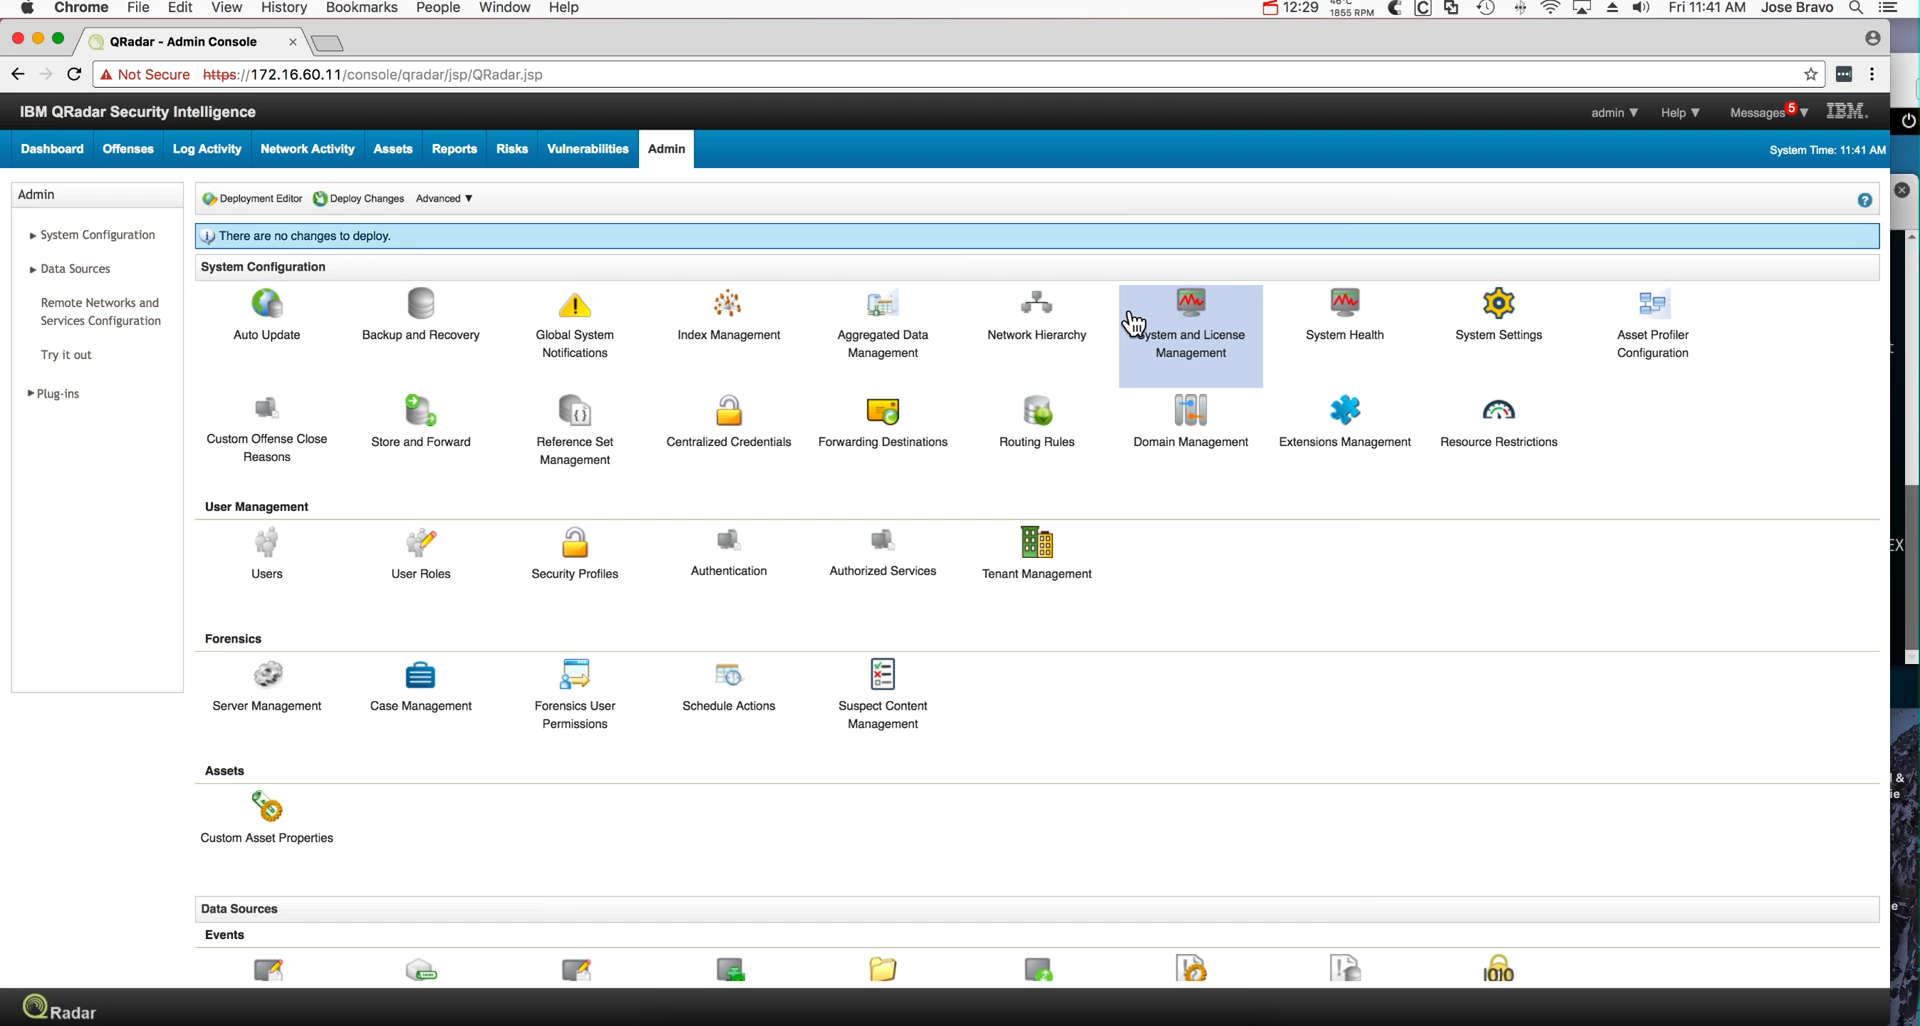 Chrome File Edit View History Bookmarks People Window Help 12:29 46°C 1855 RPM Fri 11:41 AM Jose Bravo
QRadar - Admin Console
Not Secure https://172.16.60.11/console/qradar/jsp/QRadar.jsp
IBM QRadar Security Intelligence admin ▼ Help ▼ Messages 5 ▼ IBM.
Dashboard Offenses Log Activity Network Activity Assets Reports Risks Vulnerabilities Admin System Time: 11:41 AM
Admin
System Configuration
Data Sources
Remote Networks and
Services Configuration
Try it out
Plug-ins
Deployment Editor Deploy Changes Advanced ▼
There are no changes to deploy.
System Configuration
Auto Update
Backup and Recovery
Global System
Notifications
Index Management
Aggregated Data
Management
Network Hierarchy
System and License
Management
System Health
System Settings
Asset Profiler
Configuration
Custom Offense Close
Reasons
Store and Forward
Reference Set
Management
Centralized Credentials
Forwarding Destinations
Routing Rules
Domain Management
Extensions Management
Resource Restrictions
User Management
Users
User Roles
Security Profiles
Authentication
Authorized Services
Tenant Management
Forensics
Server Management
Case Management
Forensics User
Permissions
Schedule Actions
Suspect Content
Management
Assets
Custom Asset Properties
Data Sources
Events
1010
QRadar
EX
&
ie
e